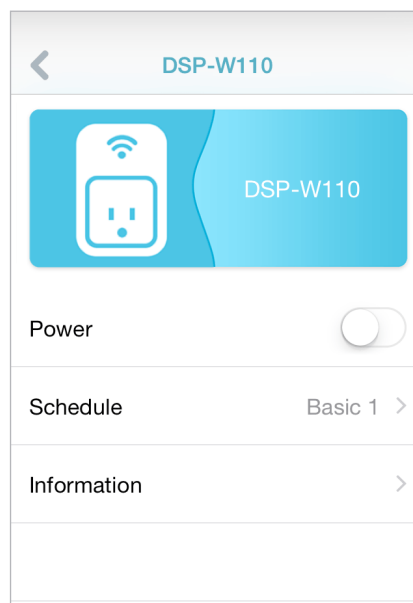 DSP-W110
DSP-W110
Power
Schedule Basic 1
Information